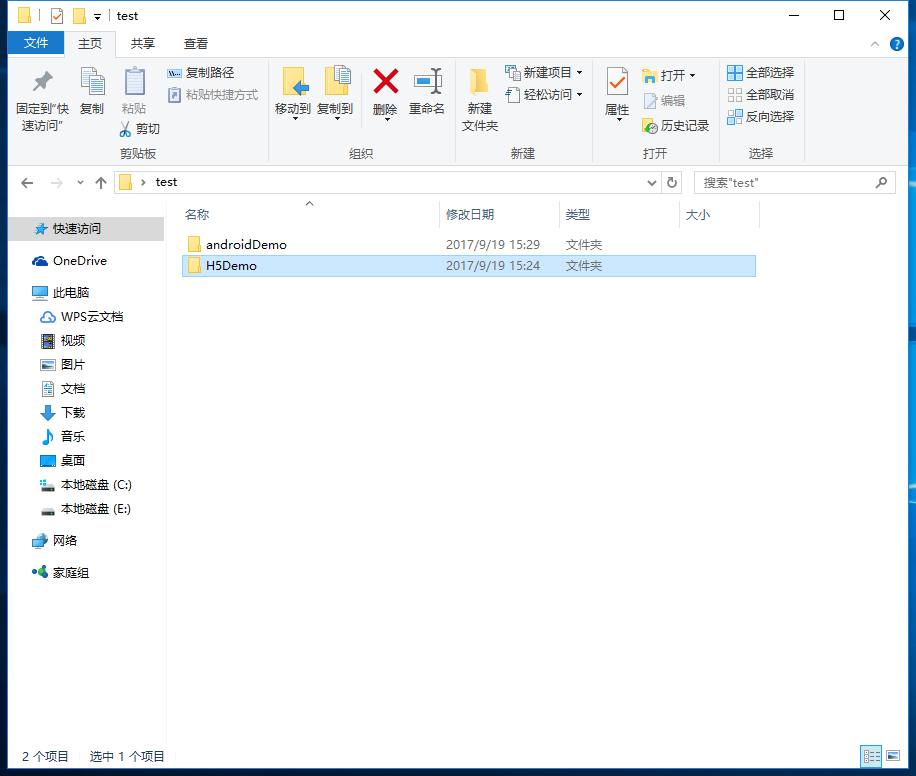 test
文件 主页 共享 查看
固定到"快速访问"
复制
粘贴
复制路径
粘贴快捷方式
剪切
剪贴板
移动到
复制到
删除
重命名
组织
新建
文件夹
新建项目
轻松访问
新建
属性
打开
编辑
历史记录
打开
全部选择
全部取消
反向选择
选择
test
搜索"test"
名称 修改日期 类型 大小
androidDemo 2017/9/19 15:29 文件夹
H5Demo 2017/9/19 15:24 文件夹
快速访问
OneDrive
此电脑
WPS云文档
视频
图片
文档
下载
音乐
桌面
本地磁盘 (C:)
本地磁盘 (E:)
网络
家庭组
2 个项目 选中 1 个项目